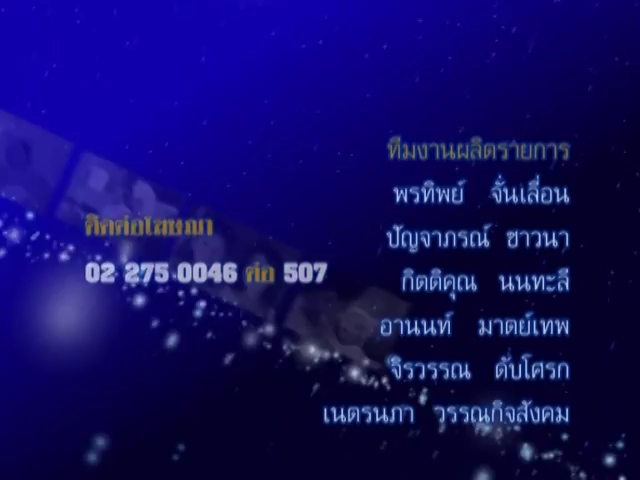 ทีมงานผลิตรายการ
พรทิพย์ จั่นเลื่อน
ปัญจาภรณ์ ชาวนา
ติดต่อโฆษณา
02 275 0046 ต่อ 507
กิตติคุณ นนทะลี
อานนท์ มาตย์เทพ
จิรวรรณ ดับโศรก
เนตรนภา วรรณกิจสังคม